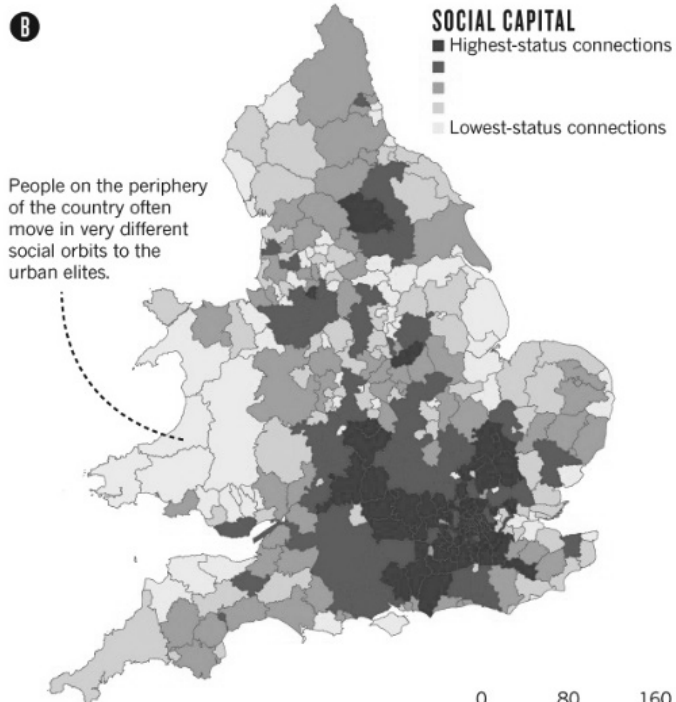 B
SOCIAL CAPITAL
Highest-status connections
Lowest-status connections
People on the periphery
of the country often
move in very different
social orbits to the
urban elites.
0 80 160